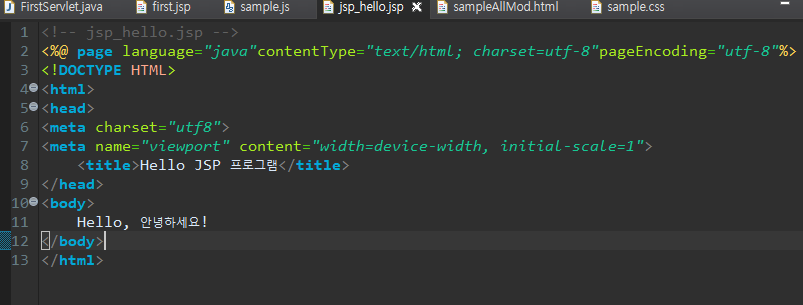 FirstServlet.java first.jsp sample.js jsp_hello.jsp sampleAllMod.html sample.css
1 <!-- jsp_hello.jsp -->
2 <%@ page language="java"contentType="text/html; charset=utf-8"pageEncoding="utf-8"%>
3 <!DOCTYPE HTML>
4 <html>
5 <head>
6 <meta charset="utf8">
7 <meta name="viewport" content="width=device-width, initial-scale=1">
8 <title>Hello JSP 프로그램</title>
9 </head>
10 <body>
11 Hello, 안녕하세요!
12 </body>
13 </html>